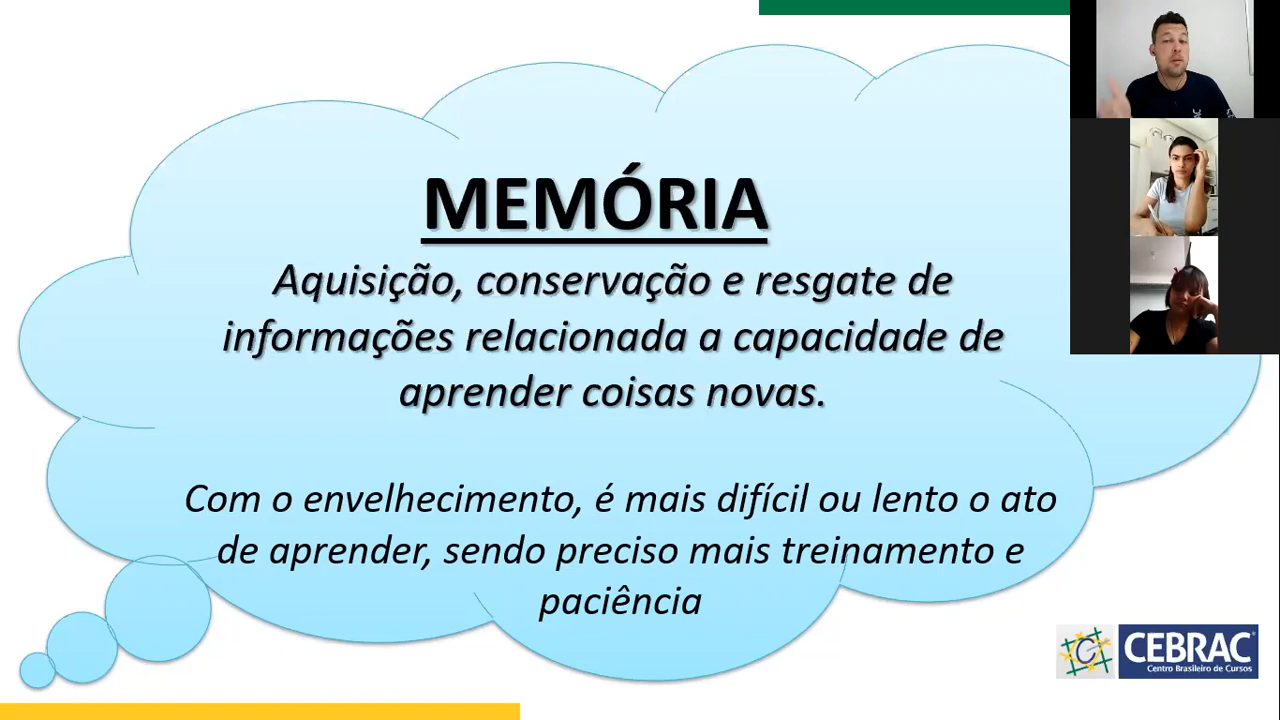 MEMÓRIA
Aquisição, conservação e resgate de
informações relacionada a capacidade de
aprender coisas novas.
Com o envelhecimento, é mais difícil ou lento o ato
de aprender, sendo preciso mais treinamento e
paciência
CEBRAC
Centro Brasileiro de Cursos